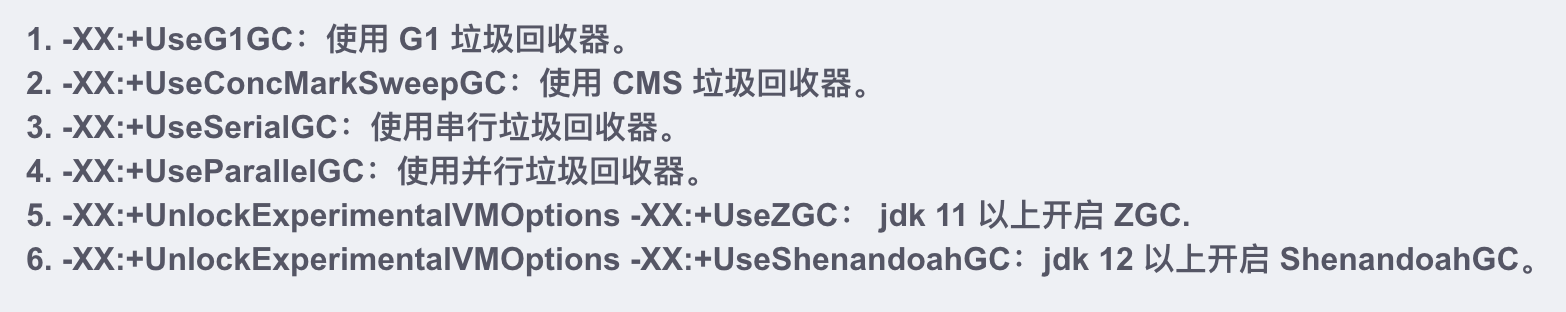 1. -XX:+UseG1GC：使用 G1 垃圾回收器。
2. -XX:+UseConcMarkSweepGC：使用 CMS 垃圾回收器。
3. -XX:+UseSerialGC：使用串行垃圾回收器。
4. -XX:+UseParallelGC：使用并行垃圾回收器。
5. -XX:+UnlockExperimentalVMOptions -XX:+UseZGC： jdk 11 以上开启 ZGC.
6. -XX:+UnlockExperimentalVMOptions -XX:+UseShenandoahGC：jdk 12 以上开启 ShenandoahGC。